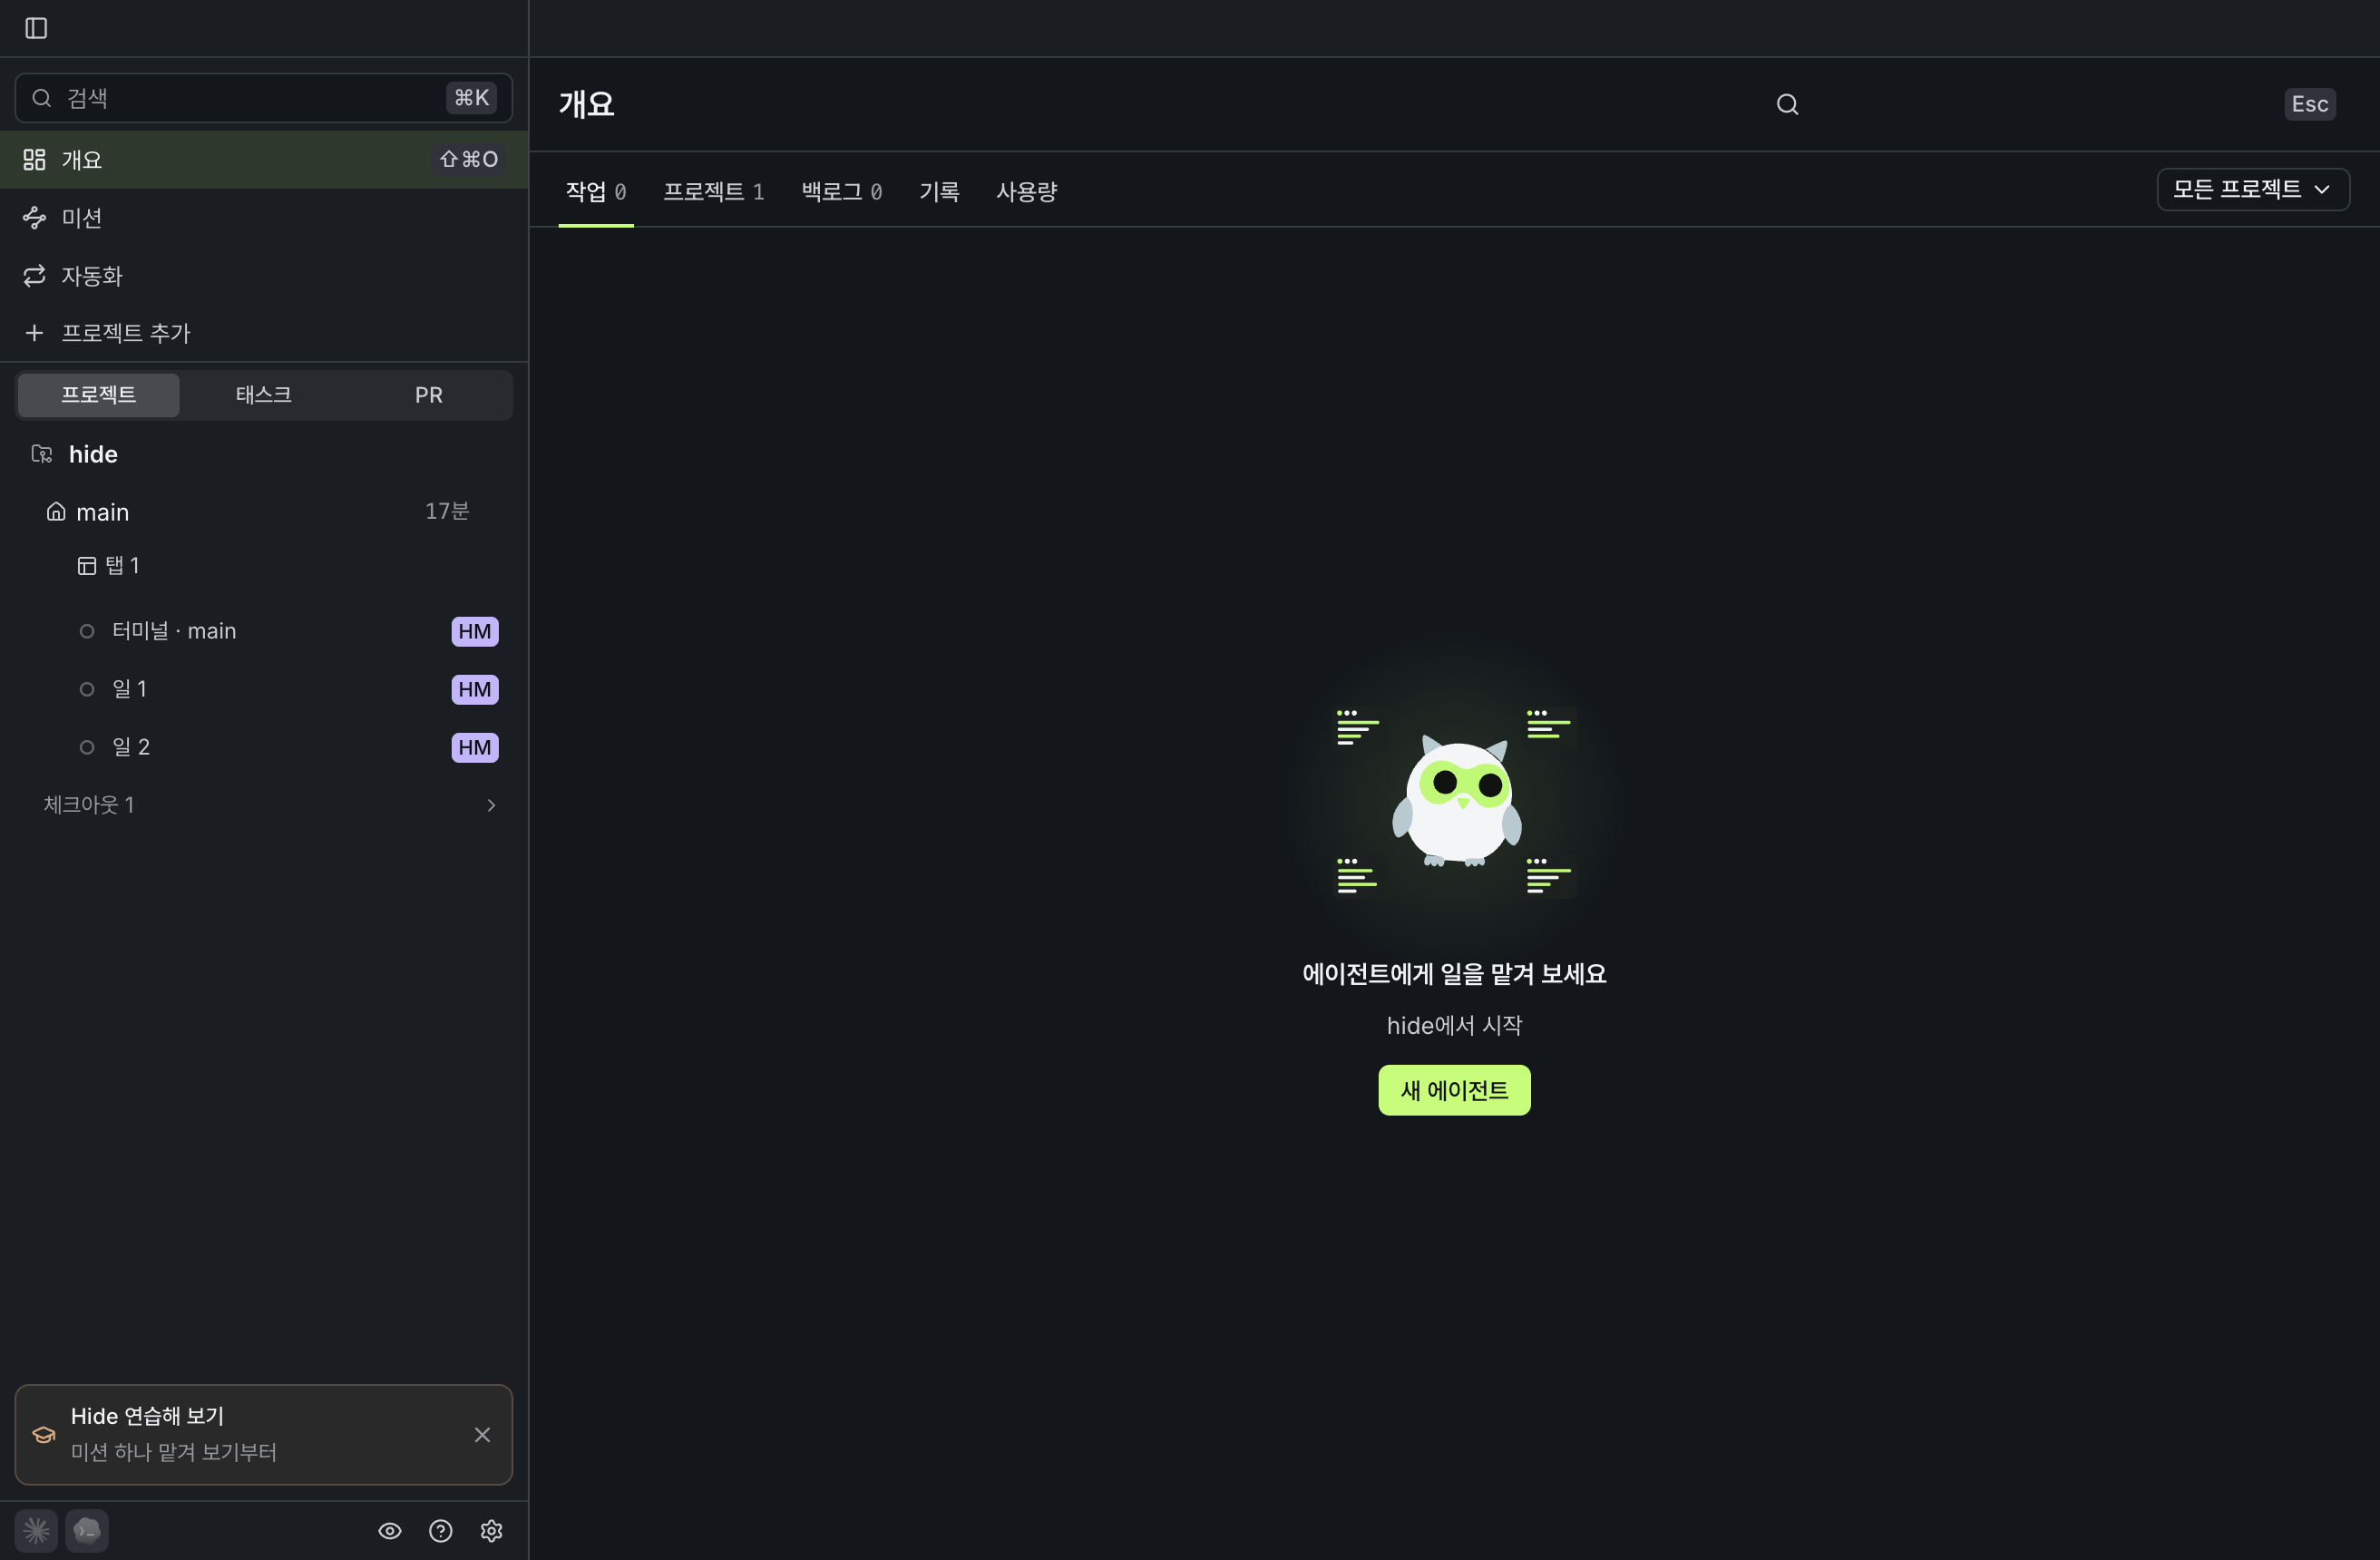 검색 ⌘K
개요 ⇧⌘O
미션
자동화
프로젝트 추가
프로젝트 태스크 PR
hide
main 17분
탭 1
터미널 · main HM
일 1 HM
일 2 HM
체크아웃 1
Hide 연습해 보기
미션 하나 맡겨 보기부터
개요 Esc
작업 0 프로젝트 1 백로그 0 기록 사용량 모든 프로젝트
에이전트에게 일을 맡겨 보세요
hide에서 시작
새 에이전트